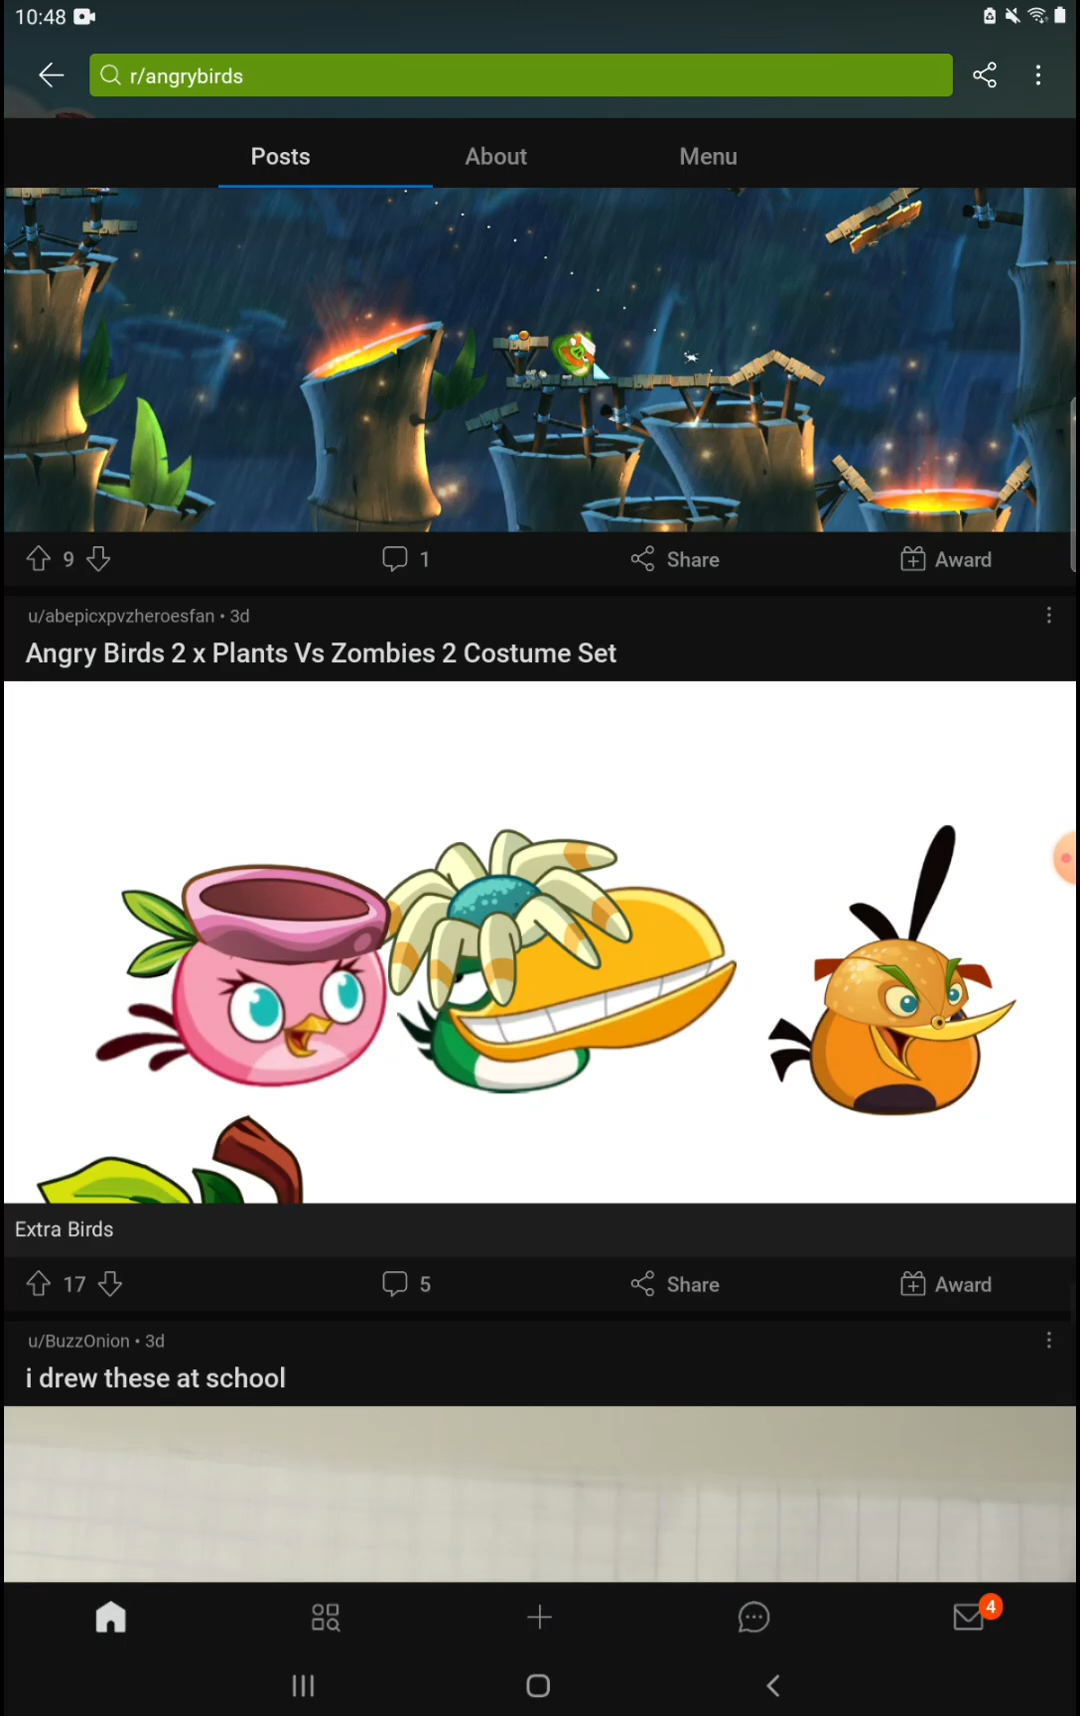 10:48
r/angrybirds
Posts About Menu
9 1 Share Award
u/abepicxpvzheroesfan • 3d
Angry Birds 2 x Plants Vs Zombies 2 Costume Set
Extra Birds
17 5 Share Award
u/BuzzOnion • 3d
i drew these at school
4